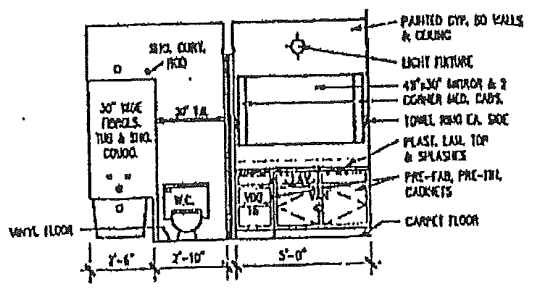 PAINTED GYP. BD WALLS
& CEILING
SHO. CURT.
ROD
LIGHT FIXTURE
48"x30" MIRROR & 2
CORNER MED. CABS.
30" WIDE
FIBRGLS.
TUB & SHO.
COMBO.
TOWEL RING EA. SIDE
PLAST. LAM. TOP
& SPLASHES
LAV.
PRE-FAB, PRE-FIN.
CABINETS
W.C.
VINYL FLOOR
CARPET FLOOR
2'-6"
2'-10"
5'-0"